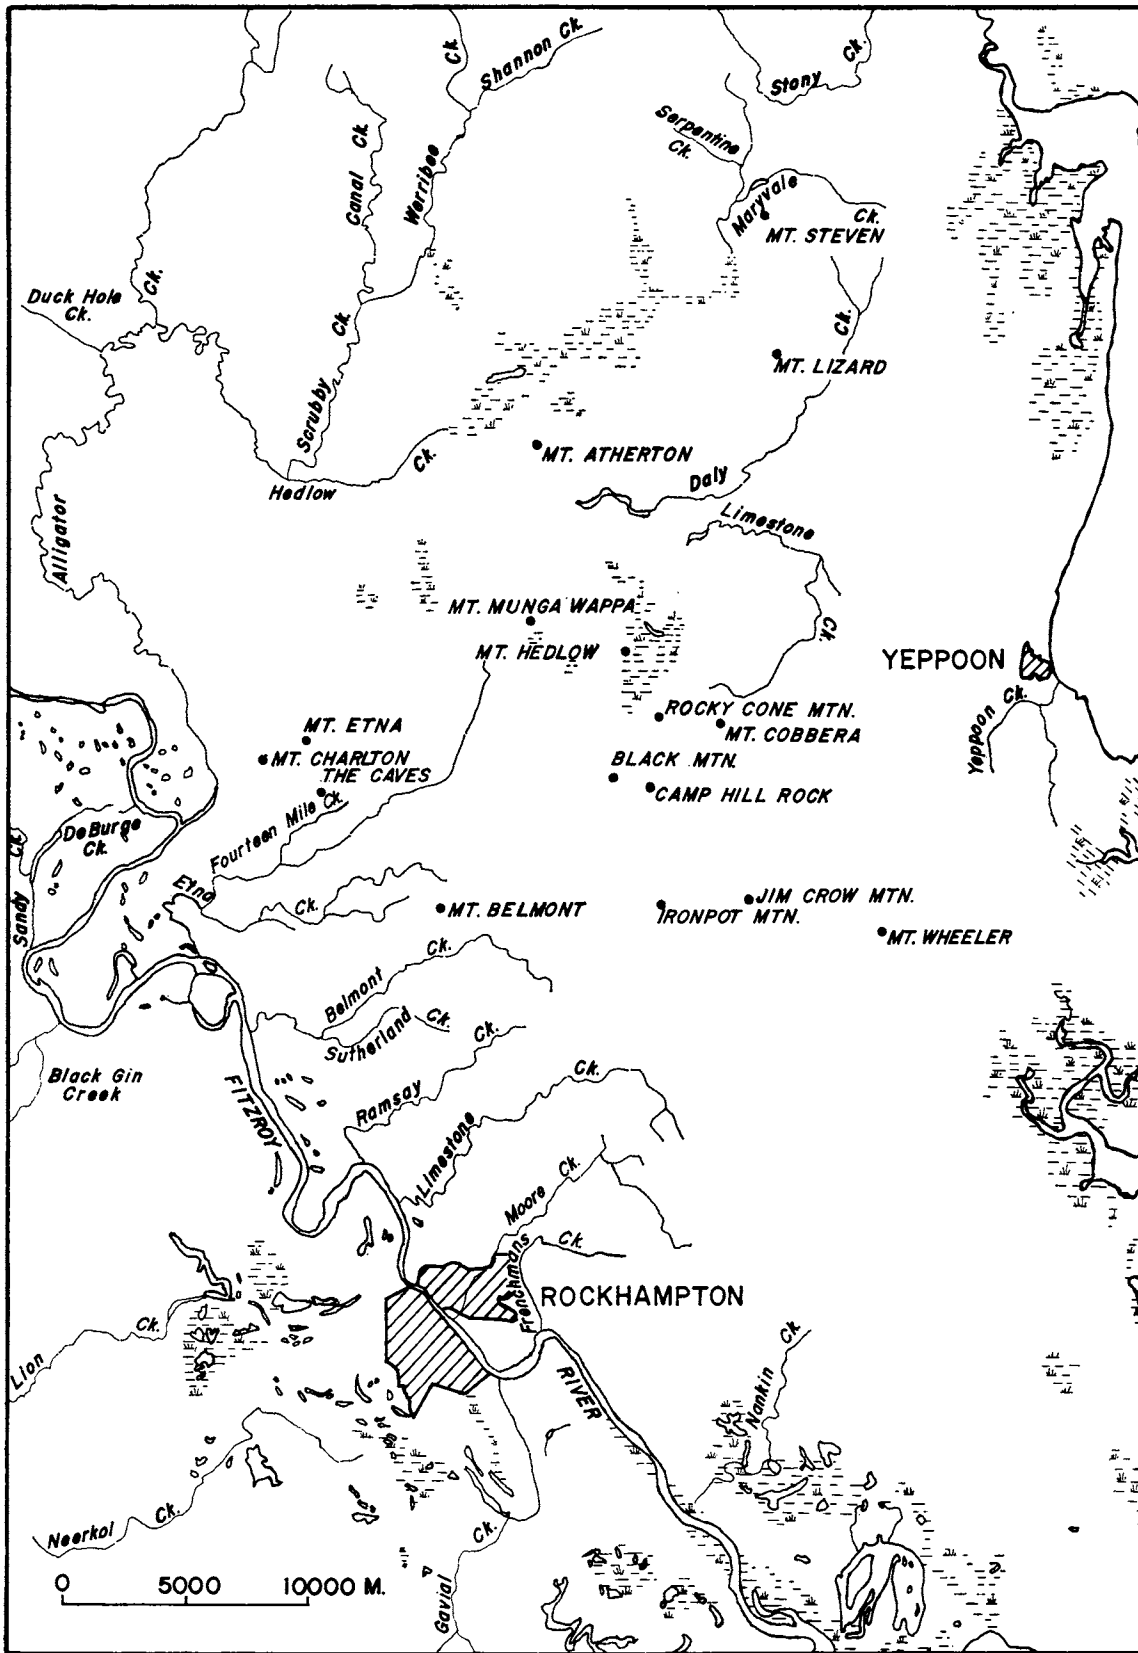 Ck.
Shannon Ck.
Stony
Ck.
Canal Ck.
Werribee
Serpentine
Ck.
Maryvale
Ck.
MT. STEVEN
Duck Hole
Ck.
Ck.
Scrubby Ck.
Ck.
MT. LIZARD
MT. ATHERTON
Ck.
Hedlow
Daly
Limestone
Alligator
MT. MUNGA WAPPA
Ck.
MT. HEDLOW
YEPPOON
Yeppoon Ck.
ROCKY CONE MTN.
MT. COBBERA
MT. ETNA
MT. CHARLTON
THE CAVES
BLACK MTN.
CAMP HILL ROCK
Fourteen Mile Ck.
DeBurge
Ck.
Sandy Ck.
Etna
Ck.
MT. BELMONT
JIM CROW MTN.
IRONPOT MTN.
MT. WHEELER
Belmont Ck.
Sutherland Ck.
Black Gin
Creek
FITZROY
Ramsay Ck.
Limestone Ck.
Moore Ck.
Frenchmans
Ck.
ROCKHAMPTON
Lion Ck.
RIVER
Nankin Ck.
Neerkol Ck.
Gavial Ck.
0 5000 10000 M.